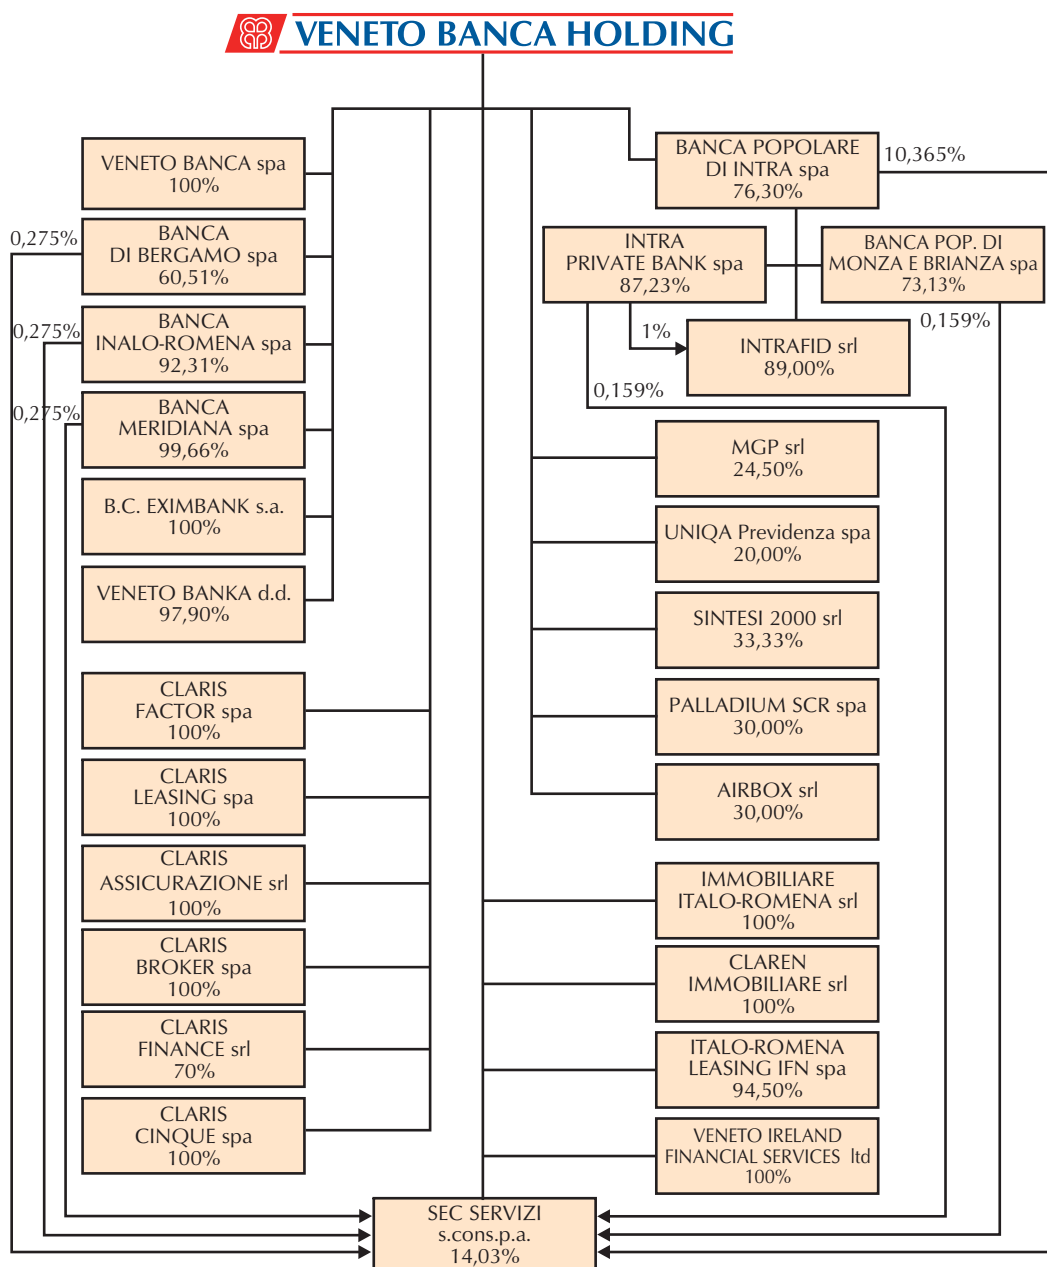 VENETO BANCA HOLDING
VENETO BANCA spa
100%
0,275%
BANCA
DI BERGAMO spa
60,51%
0,275%
BANCA
INALO-ROMENA spa
92,31%
0,275%
BANCA
MERIDIANA spa
99,66%
B.C. EXIMBANK s.a.
100%
VENETO BANKA d.d.
97,90%
CLARIS
FACTOR spa
100%
CLARIS
LEASING spa
100%
CLARIS
ASSICURAZIONE srl
100%
CLARIS
BROKER spa
100%
CLARIS
FINANCE srl
70%
CLARIS
CINQUE spa
100%
BANCA POPOLARE
DI INTRA spa
76,30%
10,365%
INTRA
PRIVATE BANK spa
87,23%
BANCA POP. DI
MONZA E BRIANZA spa
73,13%
0,159%
1%
INTRAFID srl
89,00%
0,159%
MGP srl
24,50%
UNIQA Previdenza spa
20,00%
SINTESI 2000 srl
33,33%
PALLADIUM SCR spa
30,00%
AIRBOX srl
30,00%
IMMOBILIARE
ITALO-ROMENA srl
100%
CLAREN
IMMOBILIARE srl
100%
ITALO-ROMENA
LEASING IFN spa
94,50%
VENETO IRELAND
FINANCIAL SERVICES ltd
100%
SEC SERVIZI
s.cons.p.a.
14,03%